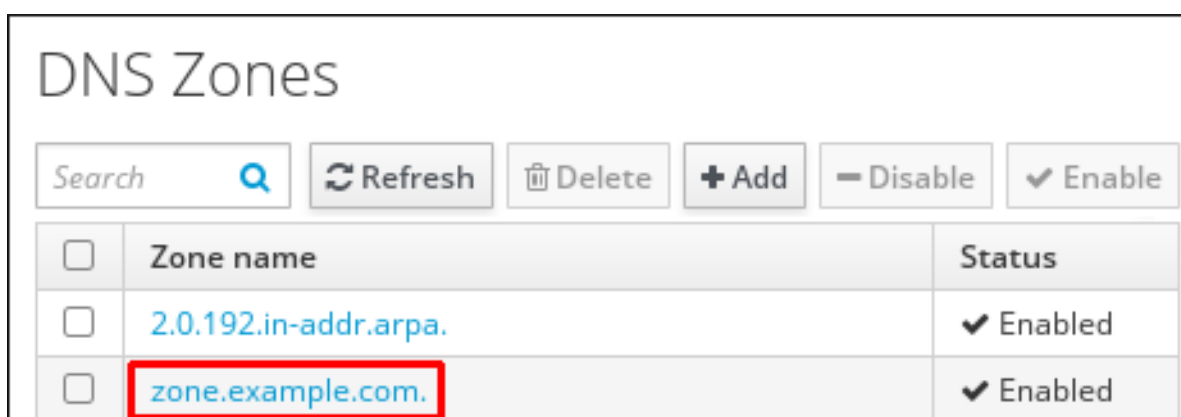 DNS Zones
Search Refresh Delete Add Disable Enable
Zone name Status
2.0.192.in-addr.arpa. Enabled
zone.example.com. Enabled